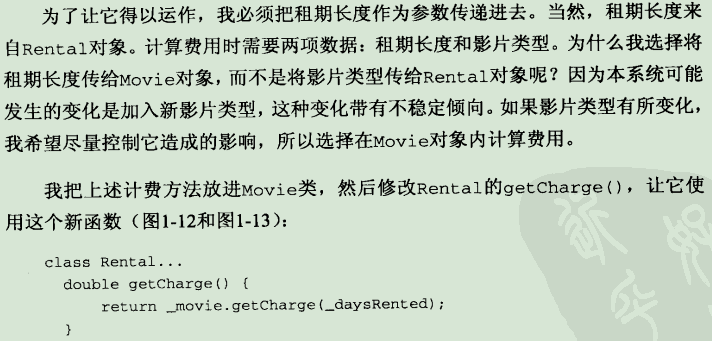 为了让它得以运作，我必须把租期长度作为参数传递进去。当然，租期长度来
自Rental对象。计算费用时需要两项数据：租期长度和影片类型。为什么我选择将
租期长度传给Movie对象，而不是将影片类型传给Rental对象呢？因为本系统可能
发生的变化是加入新影片类型，这种变化带有不稳定倾向。如果影片类型有所变化，
我希望尽量控制它造成的影响，所以选择在Movie对象内计算费用。
我把上述计费方法放进Movie类，然后修改Rental的getCharge()，让它使
用这个新函数（图1-12和图1-13）：
class Rental...
double getCharge() {
return _movie.getCharge(_daysRented);
}